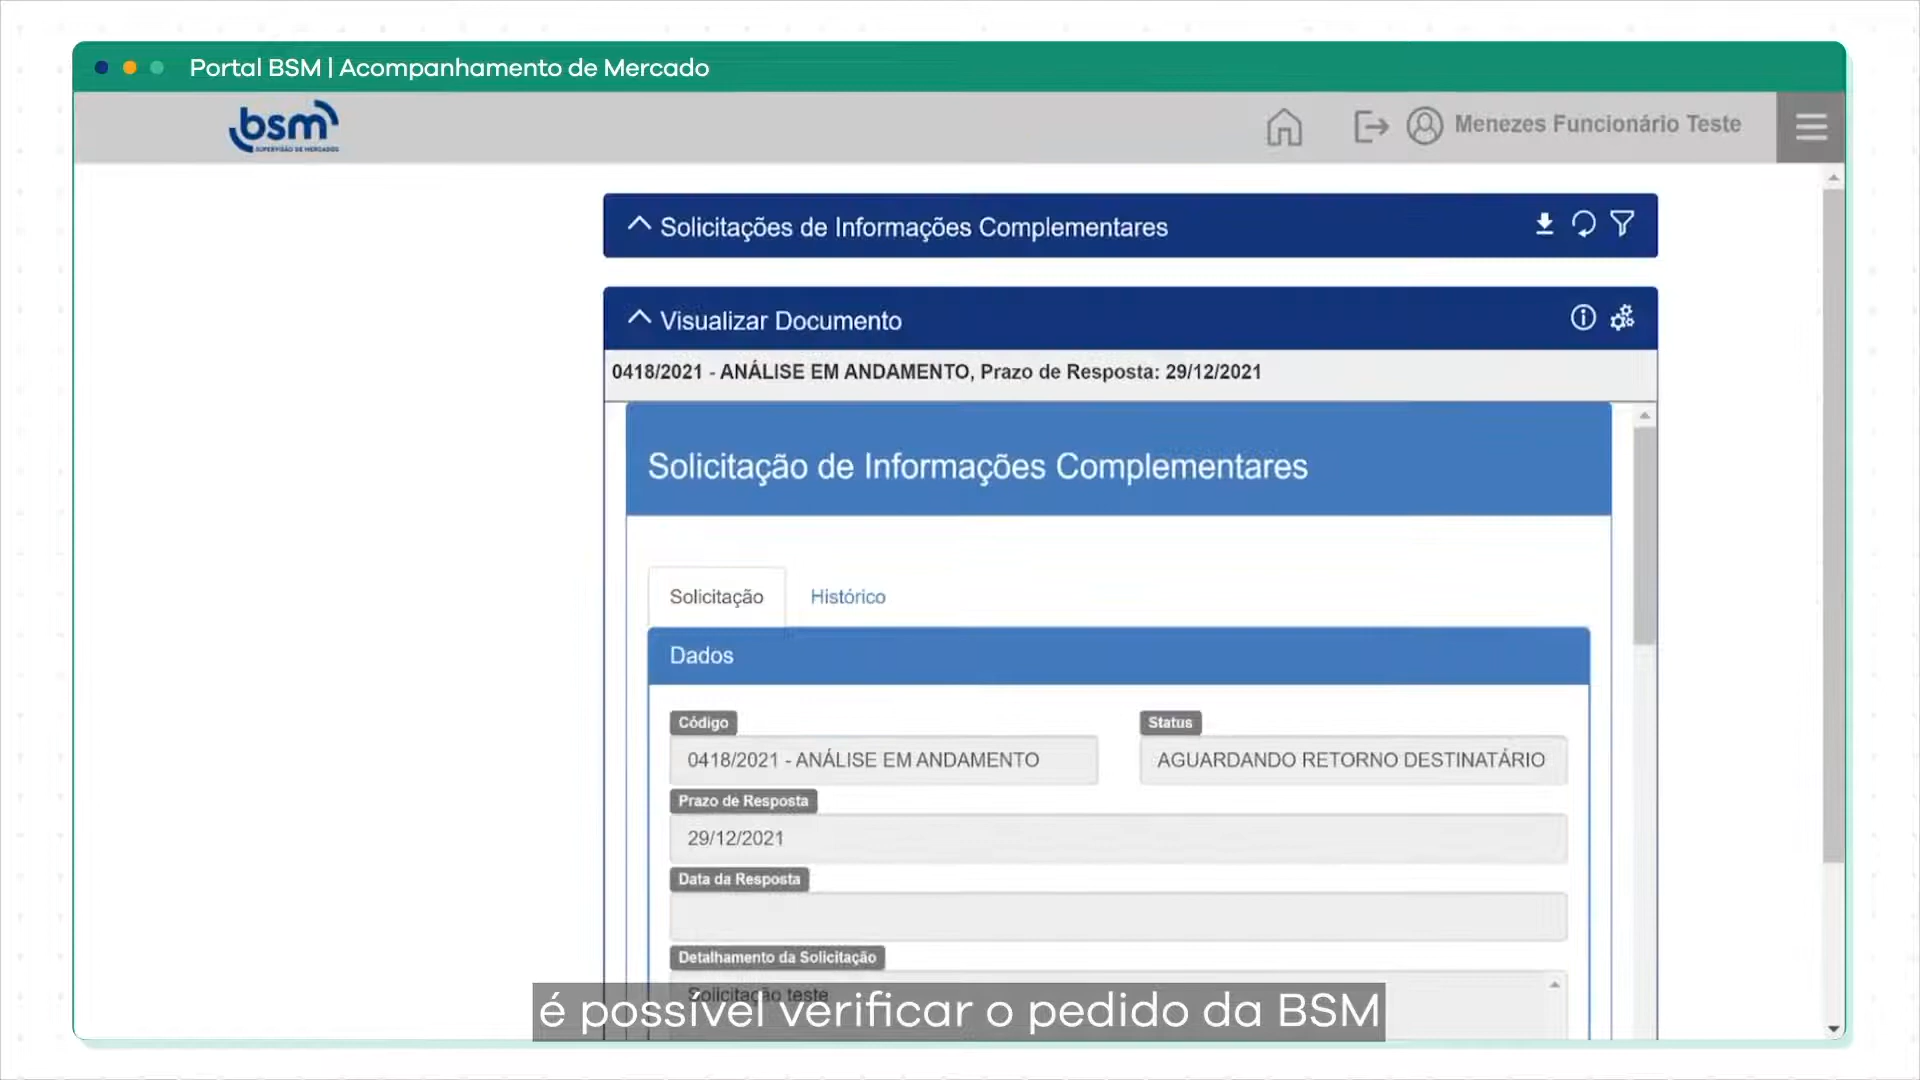 Portal BSM | Acompanhamento de Mercado
bsm
SUPERVISÃO DE MERCADOS
Menezes Funcionário Teste
Solicitações de Informações Complementares
Visualizar Documento
0418/2021 - ANÁLISE EM ANDAMENTO, Prazo de Resposta: 29/12/2021
Solicitação de Informações Complementares
Solicitação Histórico
Dados
Código Status
0418/2021 - ANÁLISE EM ANDAMENTO AGUARDANDO RETORNO DESTINATÁRIO
Prazo de Resposta
29/12/2021
Data da Resposta
Detalhamento da Solicitação
Solicitação teste
é possível verificar o pedido da BSM